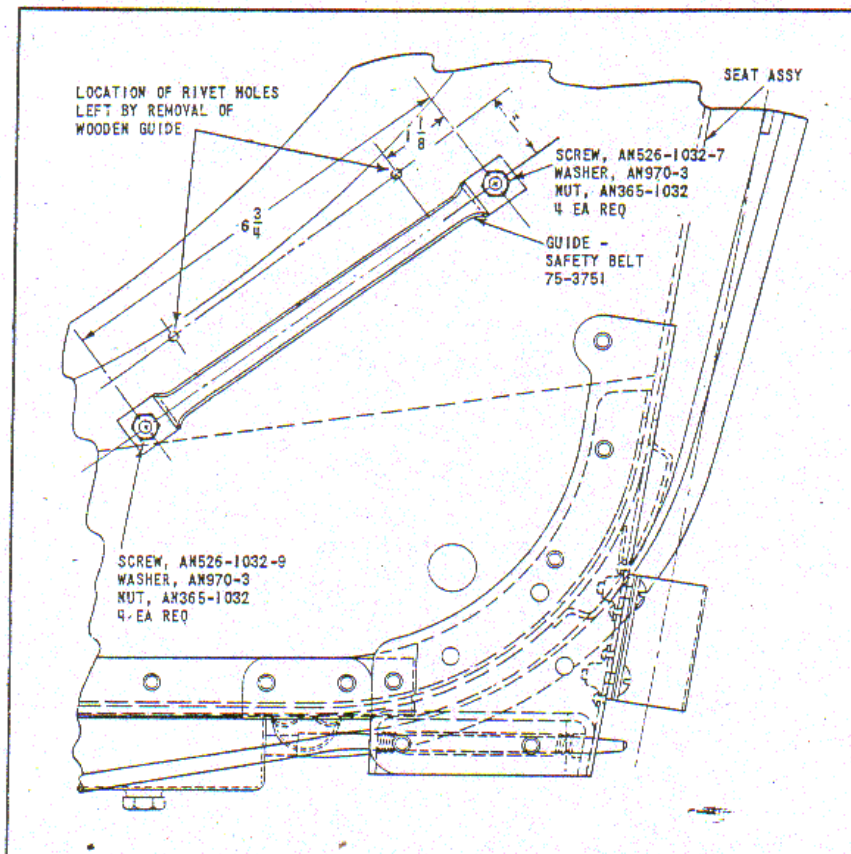 LOCATION OF RIVET HOLES
LEFT BY REMOVAL OF
WOODEN GUIDE
SEAT ASSY
1 1/8
SCREW, AN526-1032-7
WASHER, AN970-3
NUT, AN365-1032
4 EA REQ
6 3/4
GUIDE -
SAFETY BELT
75-3751
SCREW, AN526-1032-9
WASHER, AN970-3
NUT, AN365-1032
4 EA REQ